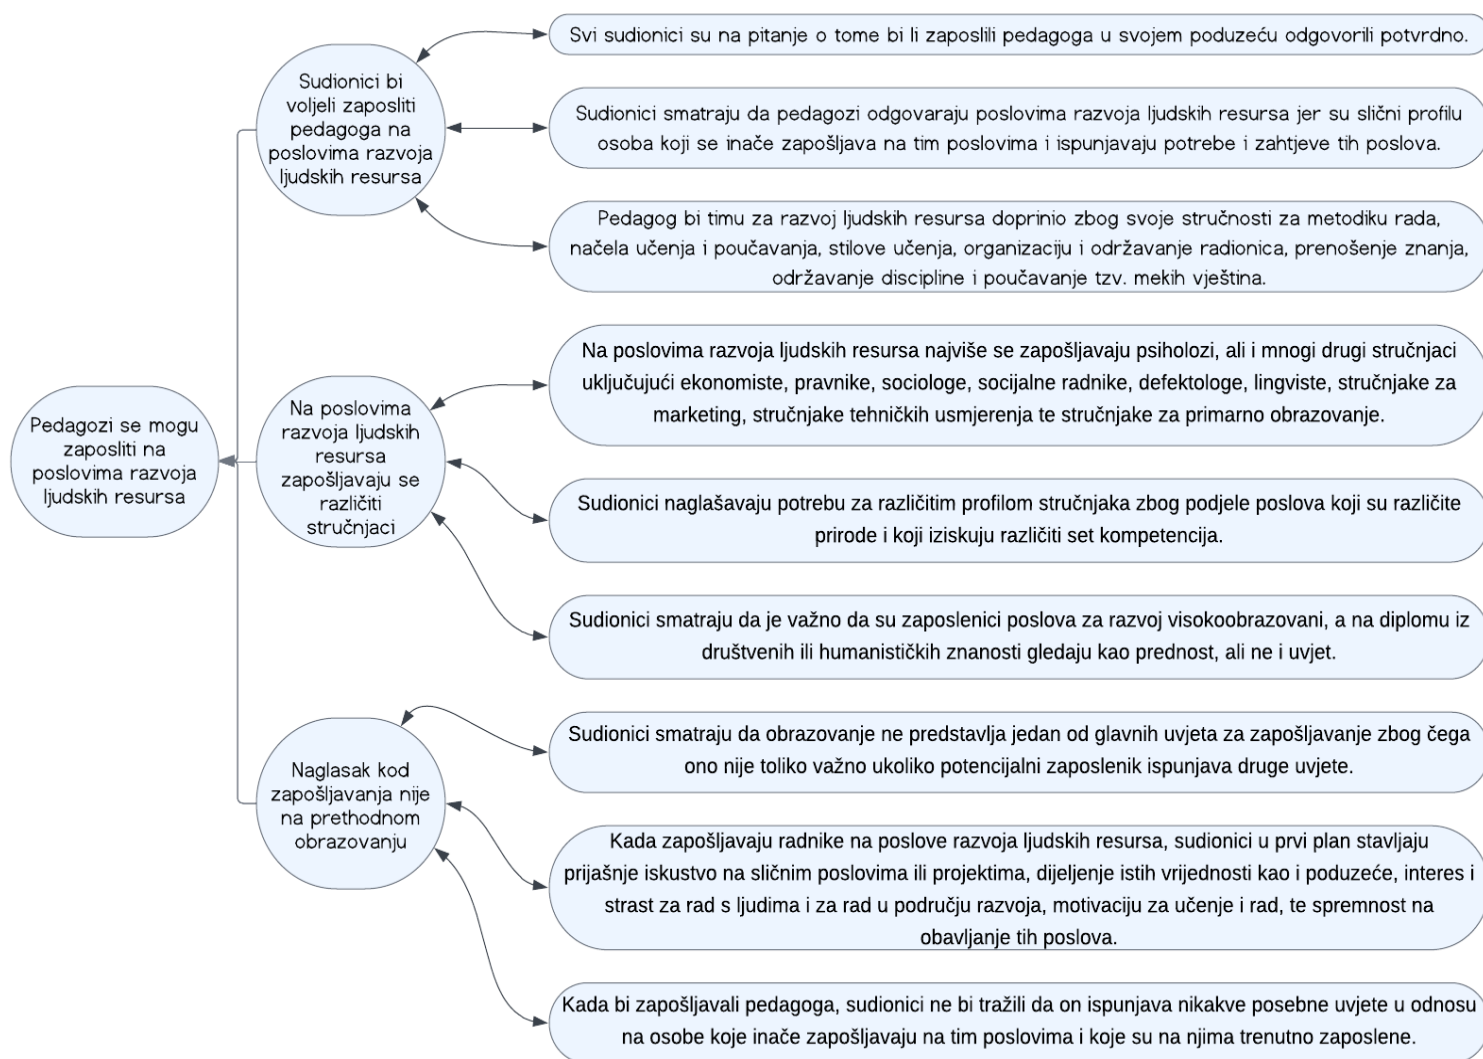 Pedagozi se mogu
zaposliti na
poslovima razvoja
ljudskih resursa
Sudionici bi
voljeli zaposliti
pedagoga na
poslovima razvoja
ljudskih resursa
Svi sudionici su na pitanje o tome bi li zaposlili pedagoga u svojem poduzeću odgovorili potvrdno.
Sudionici smatraju da pedagozi odgovaraju poslovima razvoja ljudskih resursa jer su slični profilu
osoba koji se inače zapošljava na tim poslovima i ispunjavaju potrebe i zahtjeve tih poslova.
Pedagog bi timu za razvoj ljudskih resursa doprinio zbog svoje stručnosti za metodiku rada,
načela učenja i poučavanja, stilove učenja, organizaciju i održavanje radionica, prenošenje znanja,
održavanje discipline i poučavanje tzv. mekih vještina.
Na poslovima
razvoja ljudskih
resursa
zapošljavaju se
različiti
stručnjaci
Na poslovima razvoja ljudskih resursa najviše se zapošljavaju psiholozi, ali i mnogi drugi stručnjaci
uključujući ekonomiste, pravnike, sociologe, socijalne radnike, defektologe, lingviste, stručnjake za
marketing, stručnjake tehničkih usmjerenja te stručnjake za primarno obrazovanje.
Sudionici naglašavaju potrebu za različitim profilom stručnjaka zbog podjele poslova koji su različite
prirode i koji iziskuju različiti set kompetencija.
Sudionici smatraju da je važno da su zaposlenici poslova za razvoj visokoobrazovani, a na diplomu iz
društvenih ili humanističkih znanosti gledaju kao prednost, ali ne i uvjet.
Naglasak kod
zapošljavanja nije
na prethodnom
obrazovanju
Sudionici smatraju da obrazovanje ne predstavlja jedan od glavnih uvjeta za zapošljavanje zbog čega
ono nije toliko važno ukoliko potencijalni zaposlenik ispunjava druge uvjete.
Kada zapošljavaju radnike na poslove razvoja ljudskih resursa, sudionici u prvi plan stavljaju
prijašnje iskustvo na sličnim poslovima ili projektima, dijeljenje istih vrijednosti kao i poduzeće, interes i
strast za rad s ljudima i za rad u području razvoja, motivaciju za učenje i rad, te spremnost na
obavljanje tih poslova.
Kada bi zapošljavali pedagoga, sudionici ne bi tražili da on ispunjava nikakve posebne uvjete u odnosu
na osobe koje inače zapošljavaju na tim poslovima i koje su na njima trenutno zaposlene.